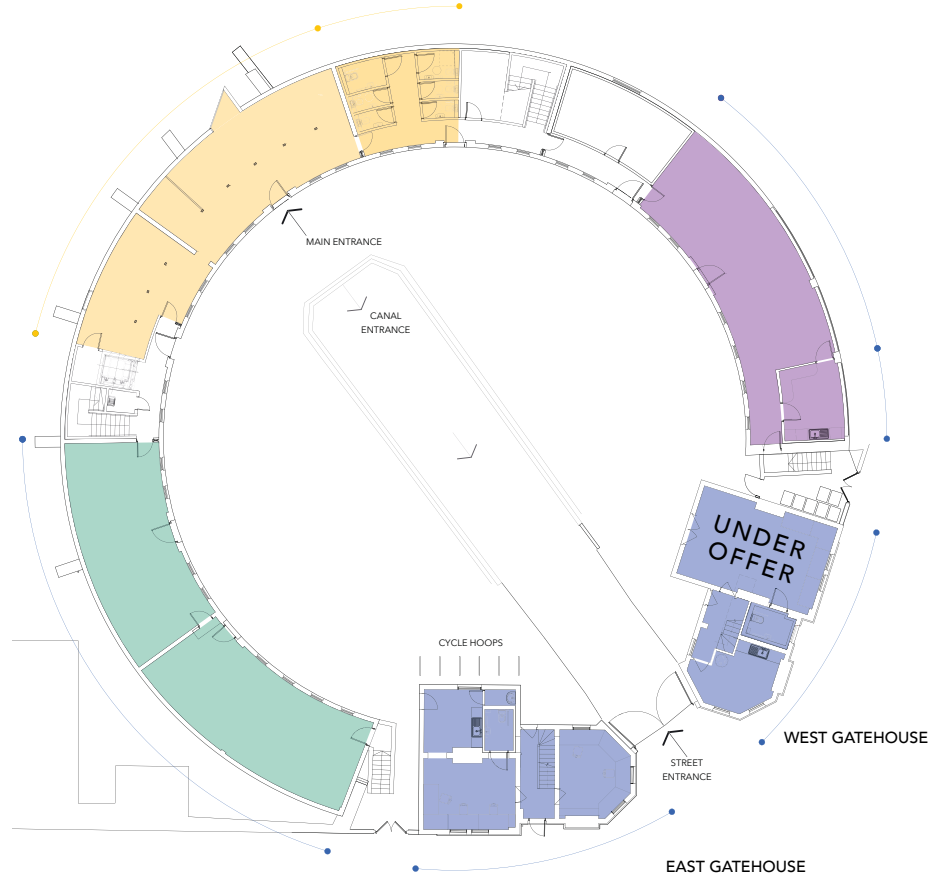 MAIN ENTRANCE
CANAL
ENTRANCE
UNDER
OFFER
CYCLE HOOPS
WEST GATEHOUSE
STREET
ENTRANCE
EAST GATEHOUSE